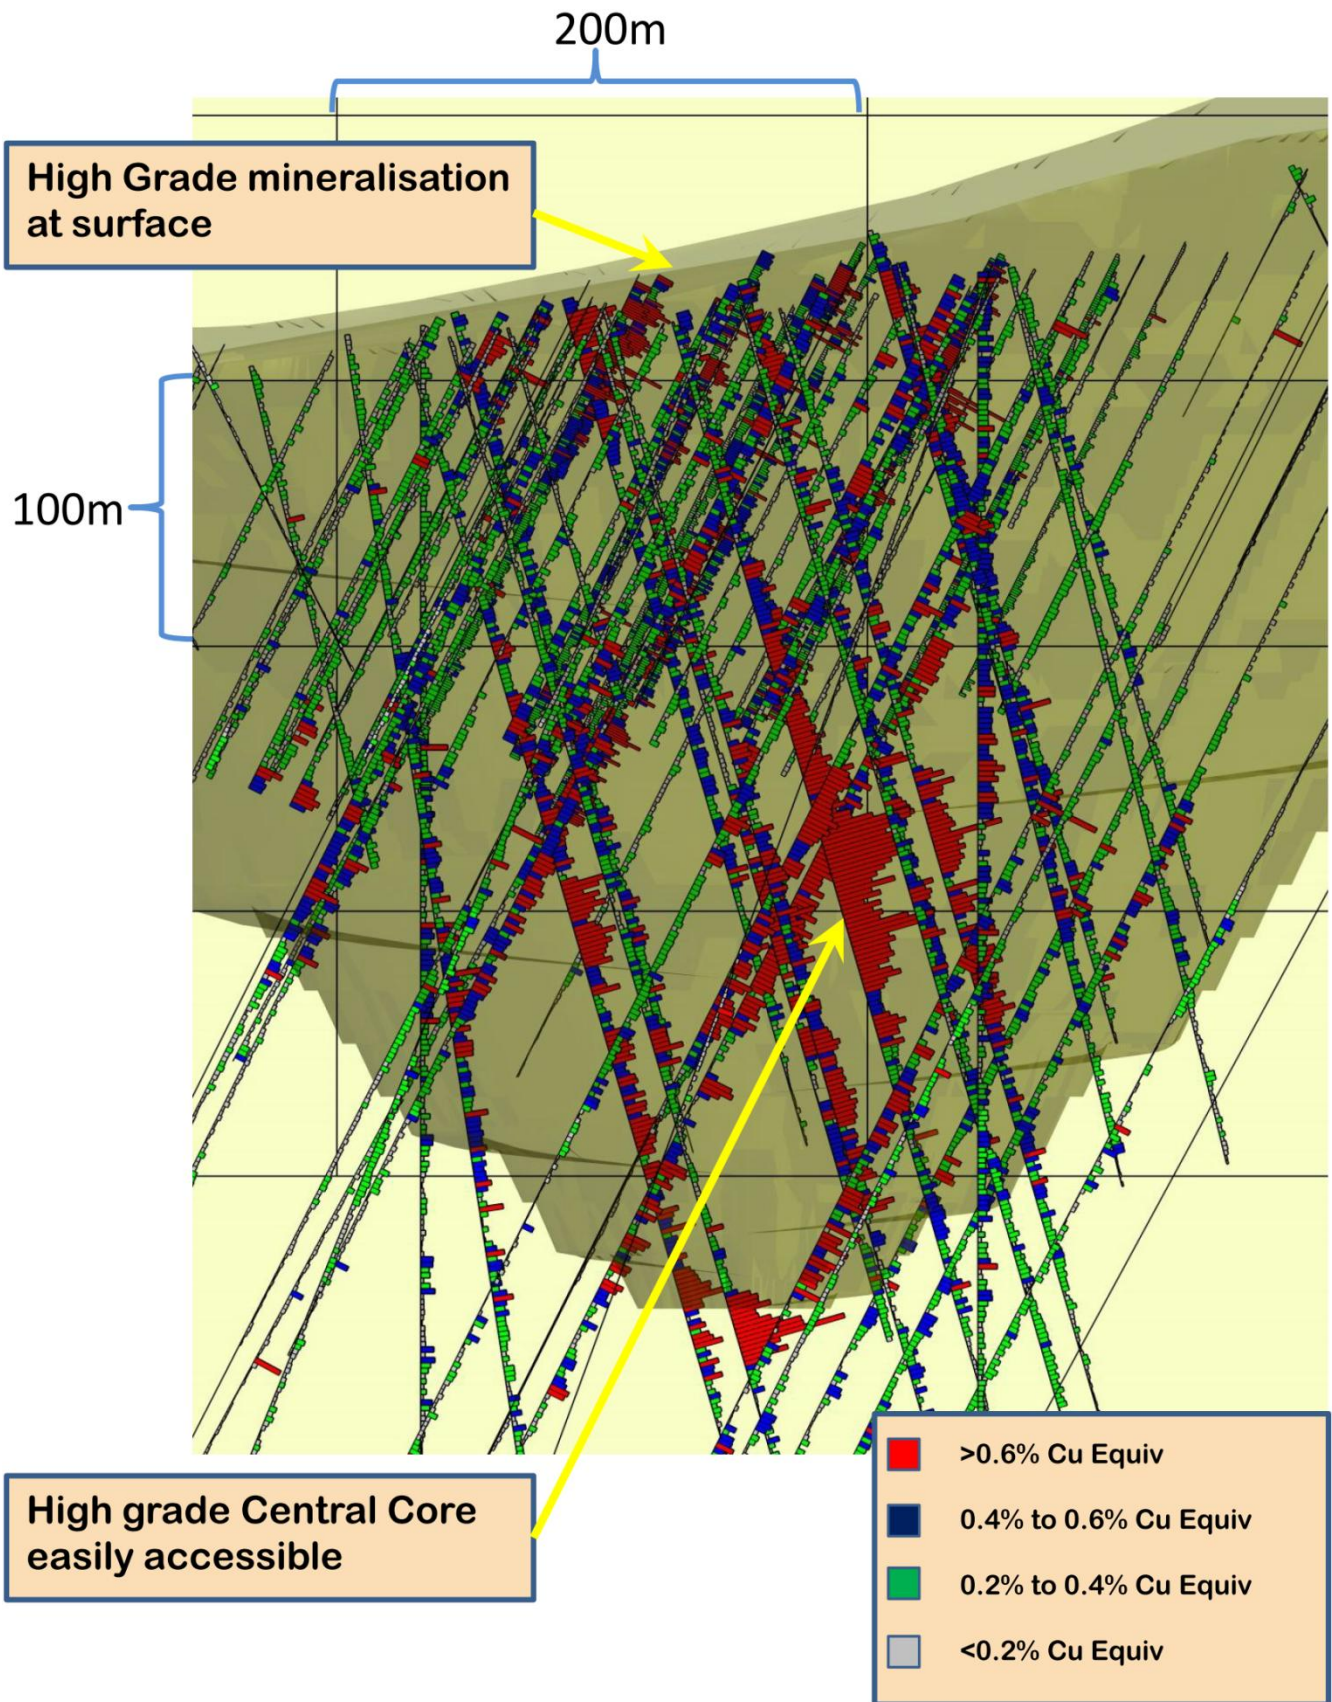 200m
High Grade mineralisation
at surface
100m
High grade Central Core
easily accessible
>0.6% Cu Equiv
0.4% to 0.6% Cu Equiv
0.2% to 0.4% Cu Equiv
<0.2% Cu Equiv